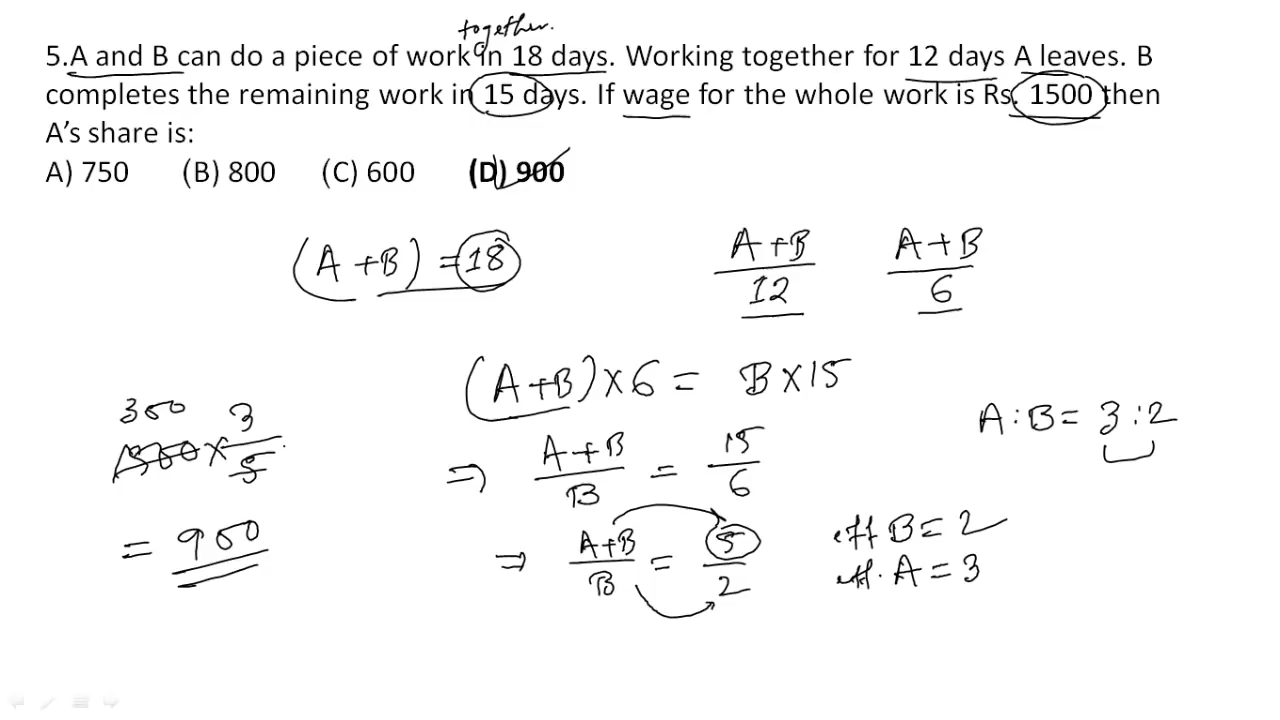 together.
5.A and B can do a piece of work in 18 days. Working together for 12 days A leaves. B
completes the remaining work in 15 days. If wage for the whole work is Rs. 1500 then
A's share is:
A) 750 (B) 800 (C) 600 (D) 900
(A+B) = 18
A+B
12
A+B
6
(A+B)×6 = B×15
300
1500 × 3
5
A:B = 3:2
⇒ A+B = 15
B 6
= 900
⇒ A+B = 5
B 2
eff B = 2
eff. A = 3